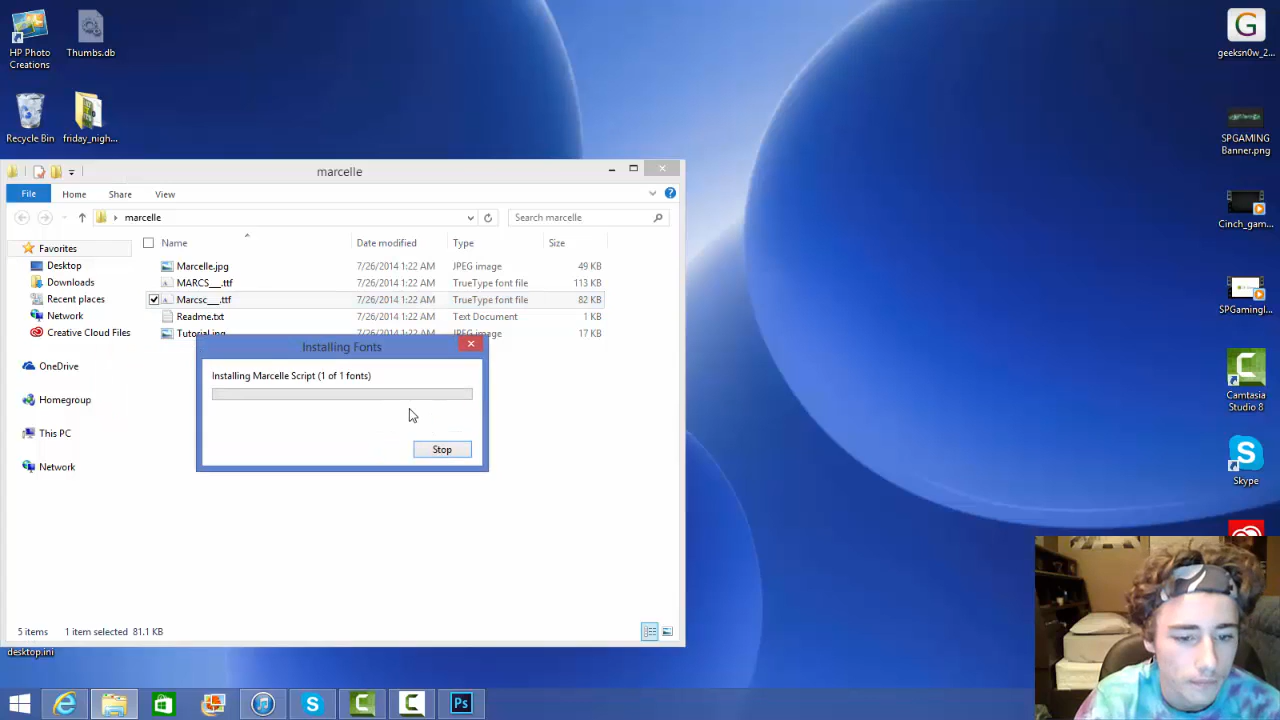 HP Photo
Creations
Thumbs.db
geeksn0w_2...
Recycle Bin
friday_nigh...
SPGAMING
Banner.png
marcelle
File
Home
Share
View
marcelle
Search marcelle
Cinch_gam...
Favorites
Desktop
Downloads
Recent places
Network
Creative Cloud Files
OneDrive
Homegroup
This PC
Network
Name
Date modified
Type
Size
Marcelle.jpg
7/26/2014 1:22 AM
JPEG image
49 KB
MARCS___.ttf
7/26/2014 1:22 AM
TrueType font file
113 KB
Marcsc___.ttf
7/26/2014 1:22 AM
TrueType font file
82 KB
Readme.txt
7/26/2014 1:22 AM
Text Document
1 KB
Tutorial.jpg
7/26/2014 1:22 AM
JPEG image
17 KB
SPGamingI...
Installing Fonts
Installing Marcelle Script (1 of 1 fonts)
Stop
Camtasia
Studio 8
Skype
5 items
1 item selected 81.1 KB
desktop.ini
Ps